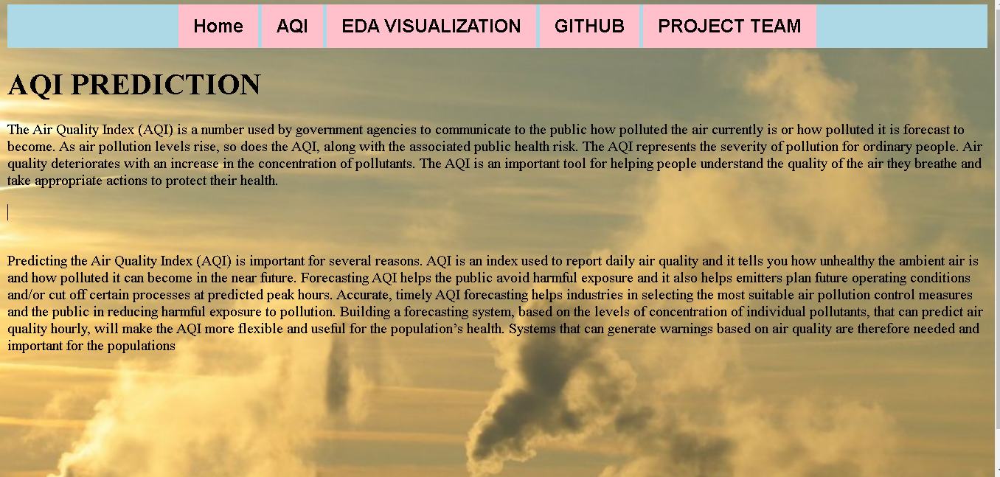 Home AQI EDA VISUALIZATION GITHUB PROJECT TEAM
AQI PREDICTION
The Air Quality Index (AQI) is a number used by government agencies to communicate to the public how polluted the air currently is or how polluted it is forecast to
become. As air pollution levels rise, so does the AQI, along with the associated public health risk. The AQI represents the severity of pollution for ordinary people. Air
quality deteriorates with an increase in the concentration of pollutants. The AQI is an important tool for helping people understand the quality of the air they breathe and
take appropriate actions to protect their health.
Predicting the Air Quality Index (AQI) is important for several reasons. AQI is an index used to report daily air quality and it tells you how unhealthy the ambient air is
and how polluted it can become in the near future. Forecasting AQI helps the public avoid harmful exposure and it also helps emitters plan future operating conditions
and/or cut off certain processes at predicted peak hours. Accurate, timely AQI forecasting helps industries in selecting the most suitable air pollution control measures
and the public in reducing harmful exposure to pollution. Building a forecasting system, based on the levels of concentration of individual pollutants, that can predict air
quality hourly, will make the AQI more flexible and useful for the population’s health. Systems that can generate warnings based on air quality are therefore needed and
important for the populations